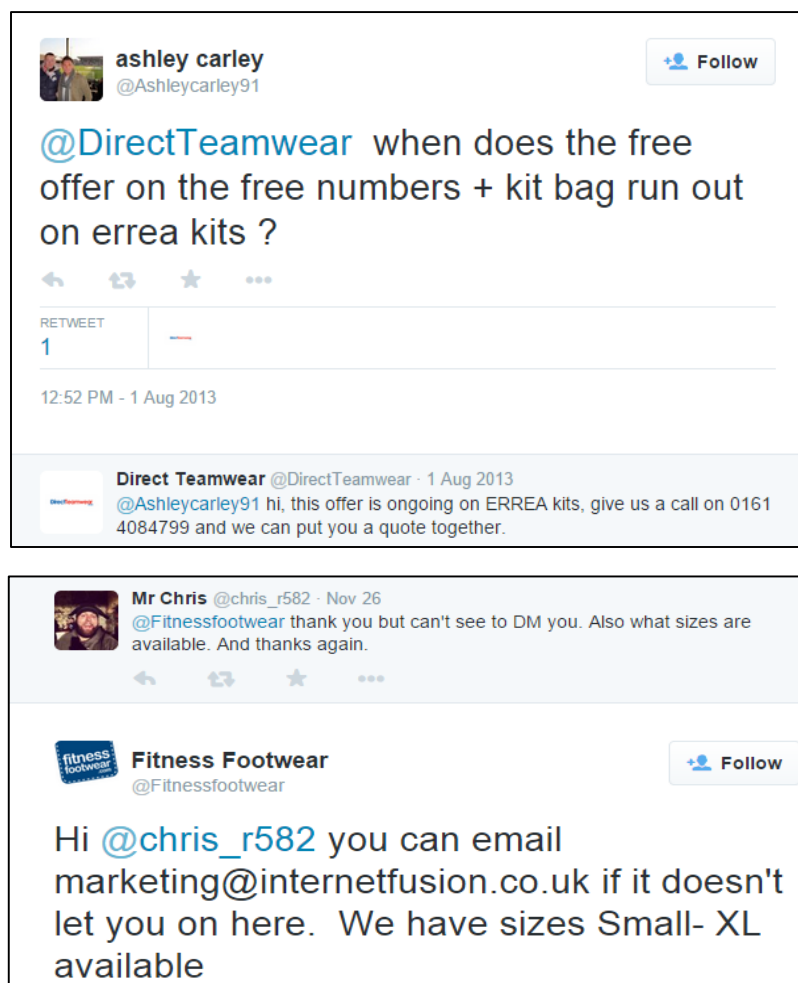 ashley carley
@Ashleycarley91
Follow
@DirectTeamwear when does the free
offer on the free numbers + kit bag run out
on errea kits ?
RETWEET
1
12:52 PM - 1 Aug 2013
Direct Teamwear @DirectTeamwear · 1 Aug 2013
DirectTeamwear
@Ashleycarley91 hi, this offer is ongoing on ERREA kits, give us a call on 0161
4084799 and we can put you a quote together.
Mr Chris @chris_r582 · Nov 26
@Fitnessfootwear thank you but can't see to DM you. Also what sizes are
available. And thanks again.
fitness
footwear
.com
Fitness Footwear
@Fitnessfootwear
Follow
Hi @chris_r582 you can email
marketing@internetfusion.co.uk if it doesn't
let you on here. We have sizes Small- XL
available